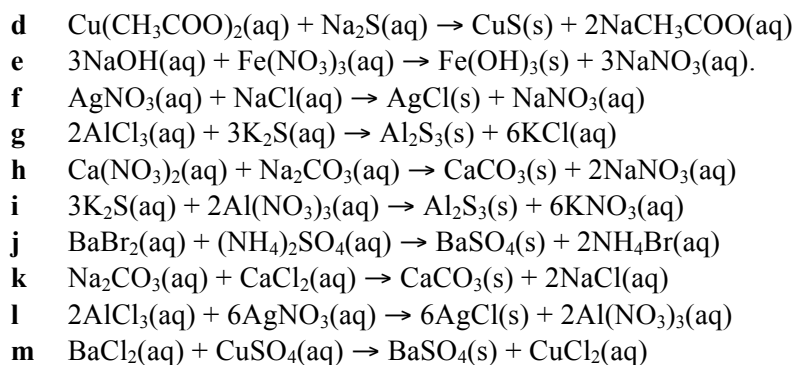 d Cu(CH₃COO)₂(aq) + Na₂S(aq) → CuS(s) + 2NaCH₃COO(aq)
e 3NaOH(aq) + Fe(NO₃)₃(aq) → Fe(OH)₃(s) + 3NaNO₃(aq).
f AgNO₃(aq) + NaCl(aq) → AgCl(s) + NaNO₃(aq)
g 2AlCl₃(aq) + 3K₂S(aq) → Al₂S₃(s) + 6KCl(aq)
h Ca(NO₃)₂(aq) + Na₂CO₃(aq) → CaCO₃(s) + 2NaNO₃(aq)
i 3K₂S(aq) + 2Al(NO₃)₃(aq) → Al₂S₃(s) + 6KNO₃(aq)
j BaBr₂(aq) + (NH₄)₂SO₄(aq) → BaSO₄(s) + 2NH₄Br(aq)
k Na₂CO₃(aq) + CaCl₂(aq) → CaCO₃(s) + 2NaCl(aq)
l 2AlCl₃(aq) + 6AgNO₃(aq) → 6AgCl(s) + 2Al(NO₃)₃(aq)
m BaCl₂(aq) + CuSO₄(aq) → BaSO₄(s) + CuCl₂(aq)